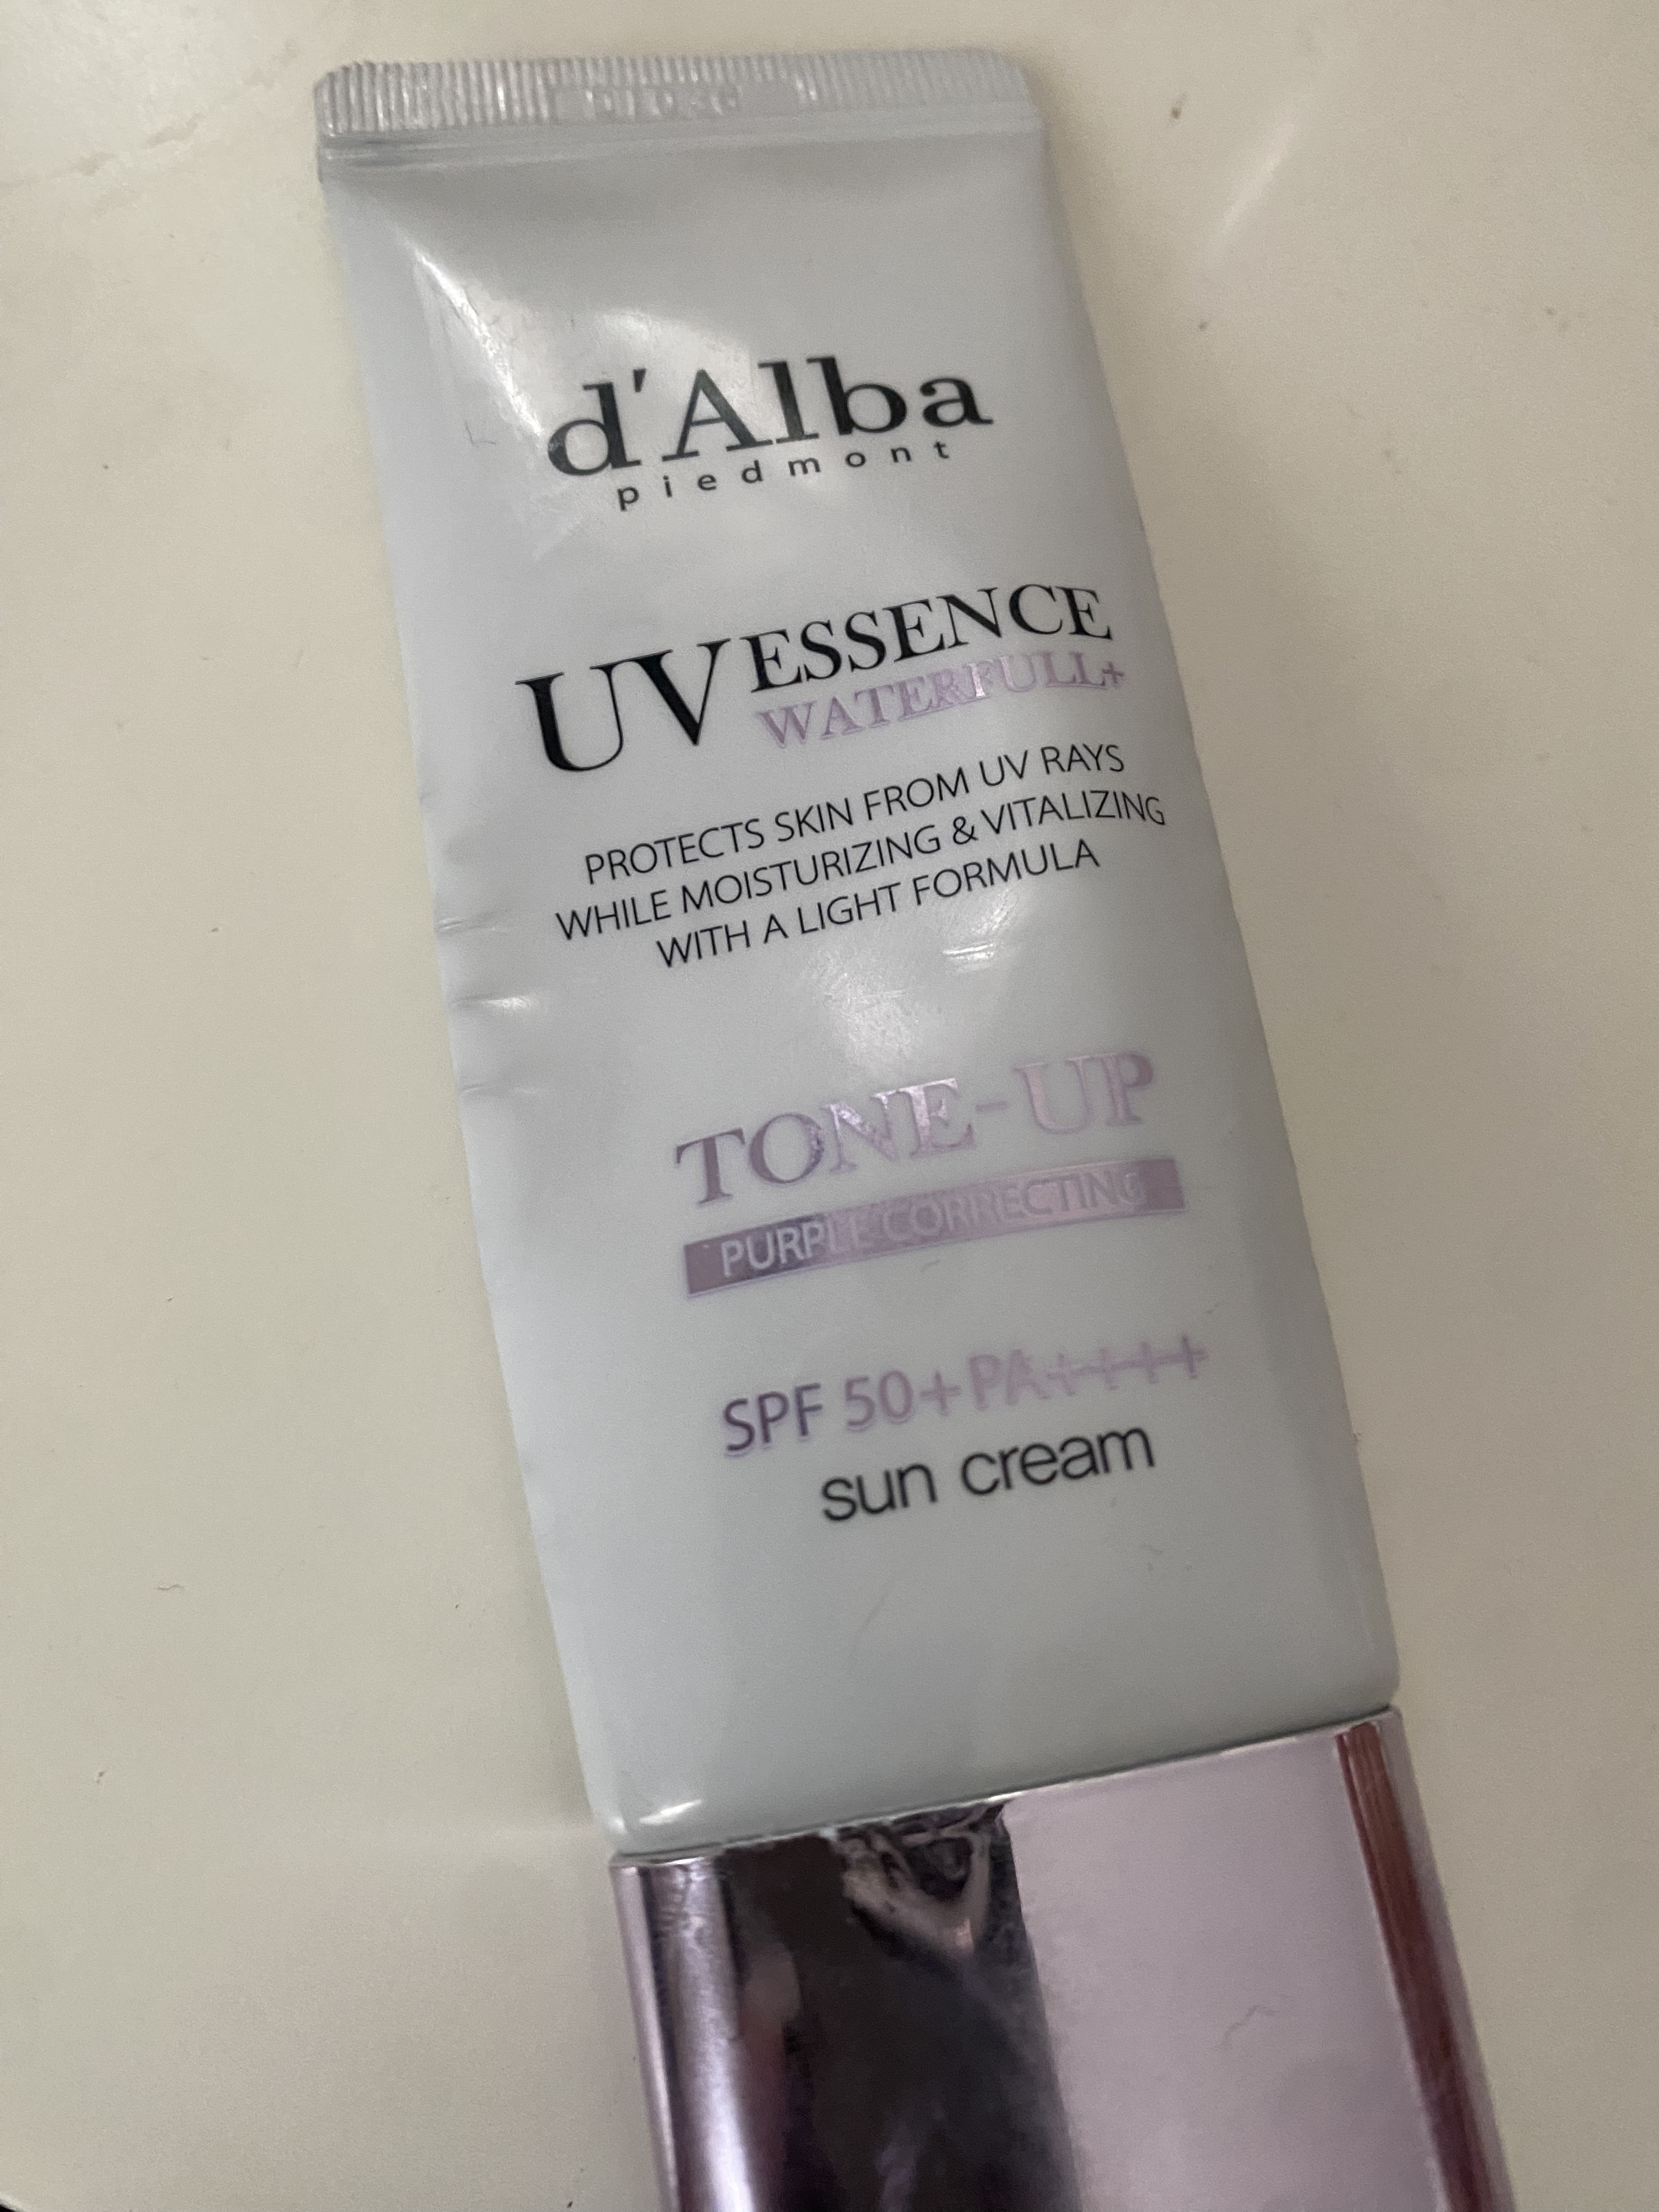 d'Alba
piedmont
UV ESSENCE
WATERFULL+
PROTECTS SKIN FROM UV RAYS
WHILE MOISTURIZING & VITALIZING
WITH A LIGHT FORMULA
TONE-UP
PURPLE CORRECTING
SPF 50+ PA++++
sun cream